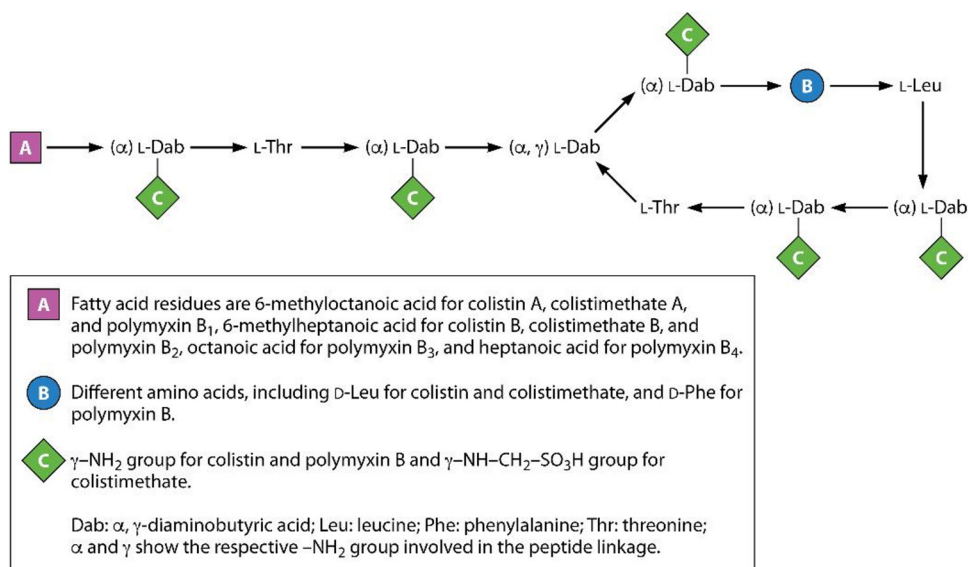 C
(α) L-Dab
B
L-Leu
A
(α) L-Dab
L-Thr
(α) L-Dab
(α, γ) L-Dab
C
C
L-Thr
(α) L-Dab
(α) L-Dab
C
C
A Fatty acid residues are 6-methyloctanoic acid for colistin A, colistimethate A,
and polymyxin B₁, 6-methylheptanoic acid for colistin B, colistimethate B, and
polymyxin B₂, octanoic acid for polymyxin B₃, and heptanoic acid for polymyxin B₄.
B Different amino acids, including D-Leu for colistin and colistimethate, and D-Phe for
polymyxin B.
C γ–NH₂ group for colistin and polymyxin B and γ–NH–CH₂–SO₃H group for
colistimethate.
Dab: α, γ-diaminobutyric acid; Leu: leucine; Phe: phenylalanine; Thr: threonine;
α and γ show the respective –NH₂ group involved in the peptide linkage.